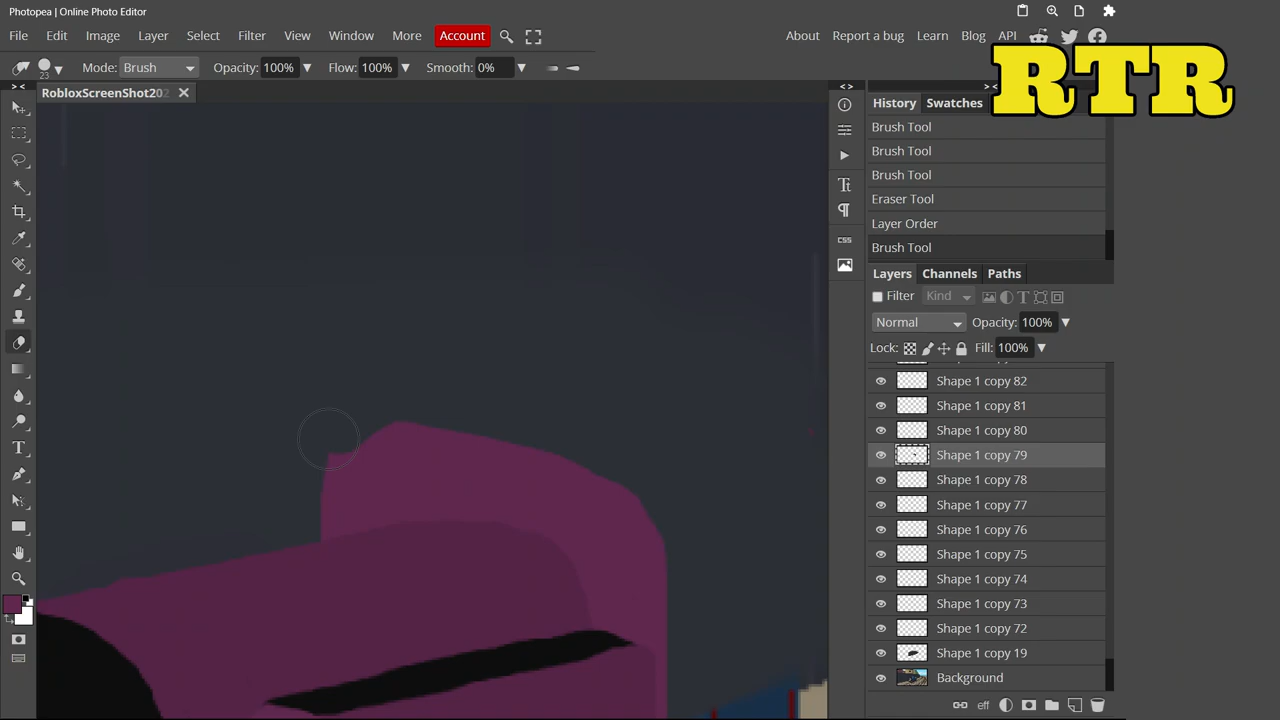 Photopea | Online Photo Editor
File Edit Image Layer Select Filter View Window More Account About Report a bug Learn Blog API
23 Mode: Brush Opacity: 100% Flow: 100% Smooth: 0%
RTR
RobloxScreenShot202
History Swatches
Brush Tool
Brush Tool
Brush Tool
Eraser Tool
Layer Order
Brush Tool
Layers Channels Paths
Filter Kind
Normal Opacity: 100%
Lock: Fill: 100%
Shape 1 copy 82
Shape 1 copy 81
Shape 1 copy 80
Shape 1 copy 79
Shape 1 copy 78
Shape 1 copy 77
Shape 1 copy 76
Shape 1 copy 75
Shape 1 copy 74
Shape 1 copy 73
Shape 1 copy 72
Shape 1 copy 19
Background
eff
CSS